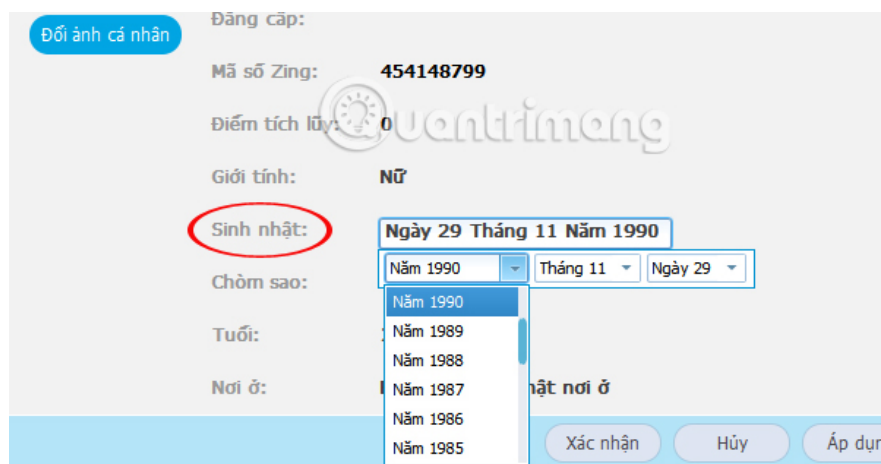 Đẳng cấp:
Đổi ảnh cá nhân
Mã số Zing: 454148799
Điểm tích lũy: 0
Quantrimang
Giới tính: Nữ
Sinh nhật: Ngày 29 Tháng 11 Năm 1990
Năm 1990 Tháng 11 Ngày 29
Chòm sao:
Năm 1990
Tuổi: Năm 1989
Năm 1988
Nơi ở: Năm 1987 nơi ở
Năm 1986
Xác nhận Hủy Áp
Năm 1985